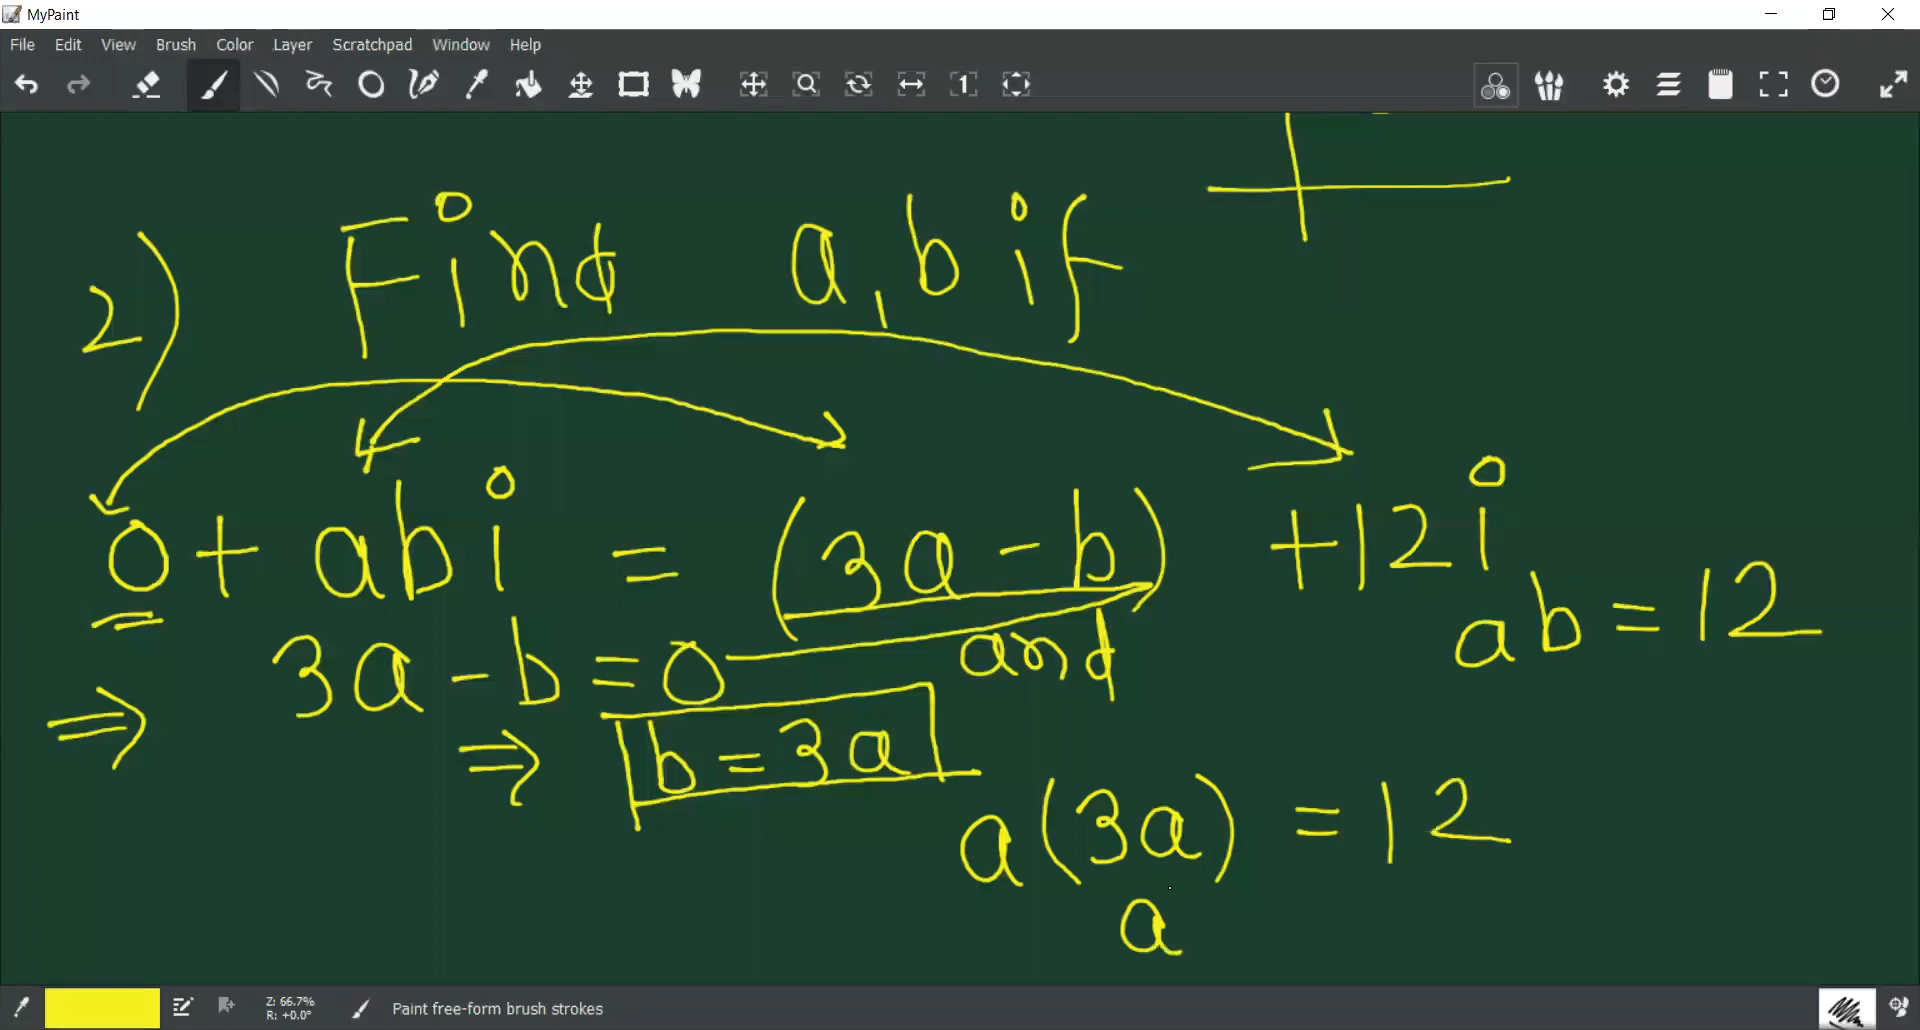 MyPaint
File Edit View Brush Color Layer Scratchpad Window Help
1
2) Find a,b if
0 + abi = (3a - b) +12i
ab = 12
⇒ 3a - b = 0 and
⇒ b = 3a
a(3a) = 12
a
Z: 66.7%
R: +0.0°
Paint free-form brush strokes